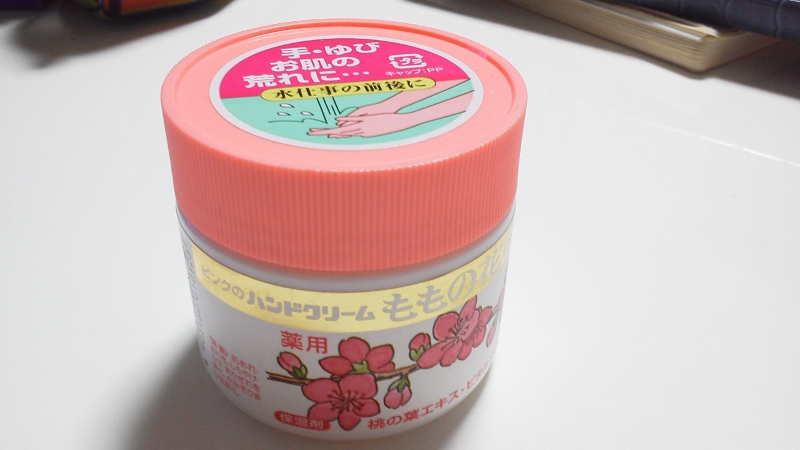 手・ゆび
お肌の
荒れに…
プラ
キャップ:PP
水仕事の前後に
ピンクのハンドクリーム ももの花
薬用
保湿剤
桃の葉エキス・ビタ